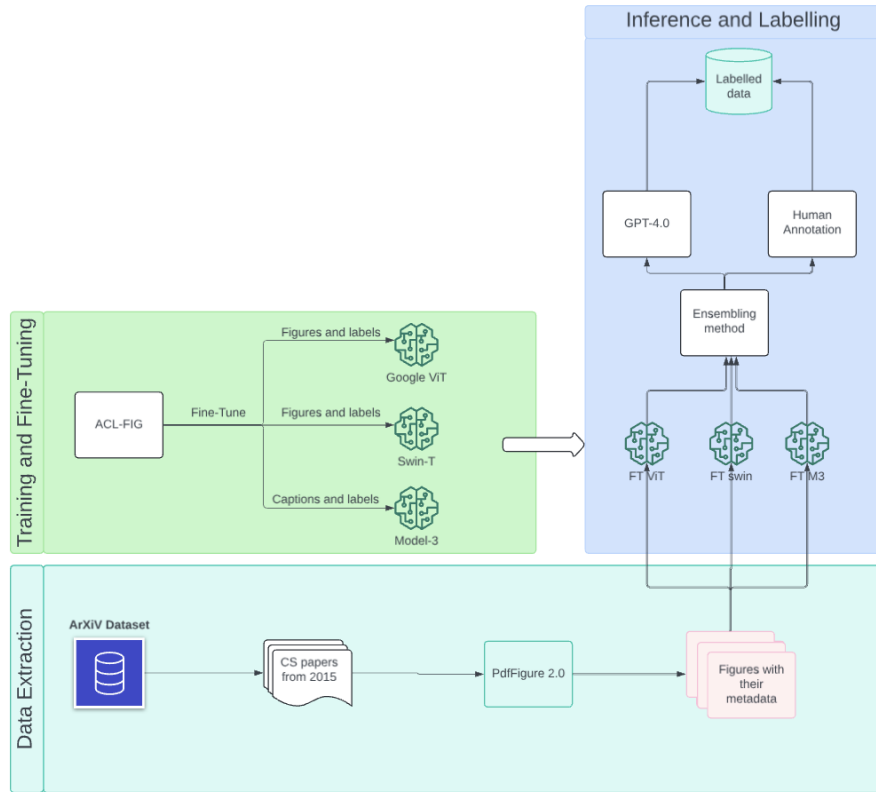 Inference and Labelling
Labelled
data
GPT-4.0
Human
Annotation
Ensembling
method
FT ViT
FT swin
FT M3
Training and Fine-Tuning
ACL-FIG
Fine-Tune
Figures and labels
Google ViT
Figures and labels
Swin-T
Captions and labels
Model-3
Data Extraction
ArXiV Dataset
CS papers
from 2015
PdfFigure 2.0
Figures with
their
metadata